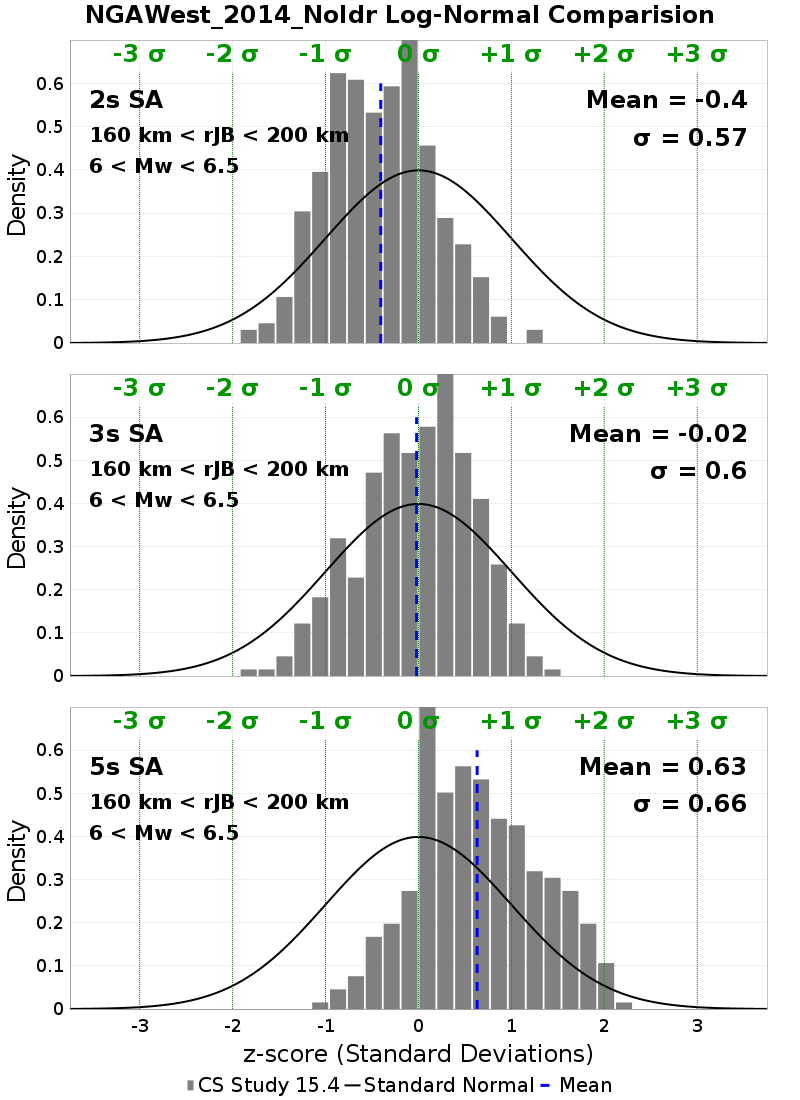 NGAWest_2014_NoIdr Log-Normal Comparision
-3 σ -2 σ -1 σ 0 σ +1 σ +2 σ +3 σ
0.6
2s SA Mean = -0.4
0.5
160 km < rJB < 200 km σ = 0.57
6 < Mw < 6.5
0.4
0.3
0.2
0.1
0
Density
-3 σ -2 σ -1 σ 0 σ +1 σ +2 σ +3 σ
0.6
3s SA Mean = -0.02
0.5
160 km < rJB < 200 km σ = 0.6
6 < Mw < 6.5
0.4
0.3
0.2
0.1
0
Density
-3 σ -2 σ -1 σ 0 σ +1 σ +2 σ +3 σ
0.6
5s SA Mean = 0.63
0.5
160 km < rJB < 200 km σ = 0.66
6 < Mw < 6.5
0.4
0.3
0.2
0.1
0
Density
-3 -2 -1 0 1 2 3
z-score (Standard Deviations)
CS Study 15.4 Standard Normal Mean